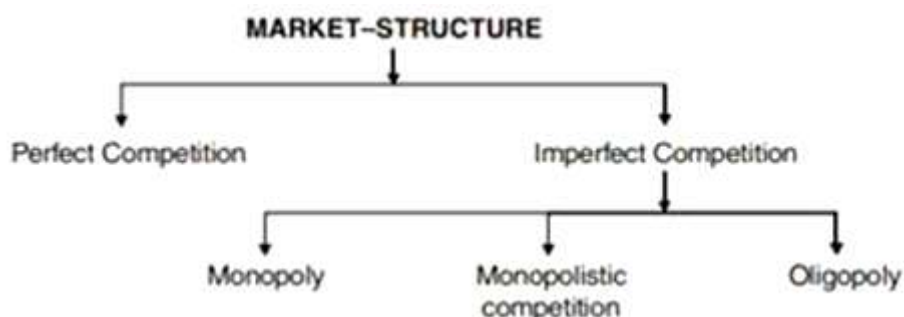 MARKET–STRUCTURE
Perfect Competition
Imperfect Competition
Monopoly
Monopolistic
competition
Oligopoly